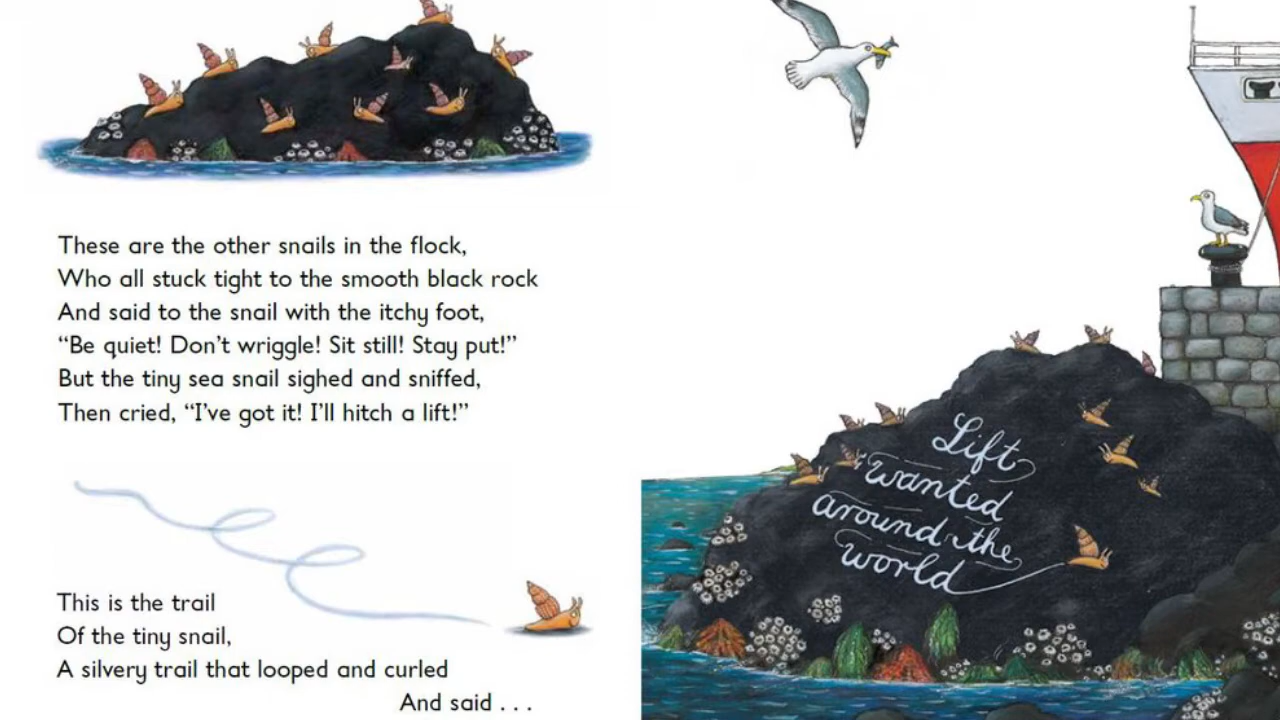 These are the other snails in the flock,
Who all stuck tight to the smooth black rock
And said to the snail with the itchy foot,
“Be quiet! Don’t wriggle! Sit still! Stay put!”
But the tiny sea snail sighed and sniffed,
Then cried, “I’ve got it! I’ll hitch a lift!”
This is the trail
Of the tiny snail,
A silvery trail that looped and curled
And said . . .
Lift
wanted
around the
world